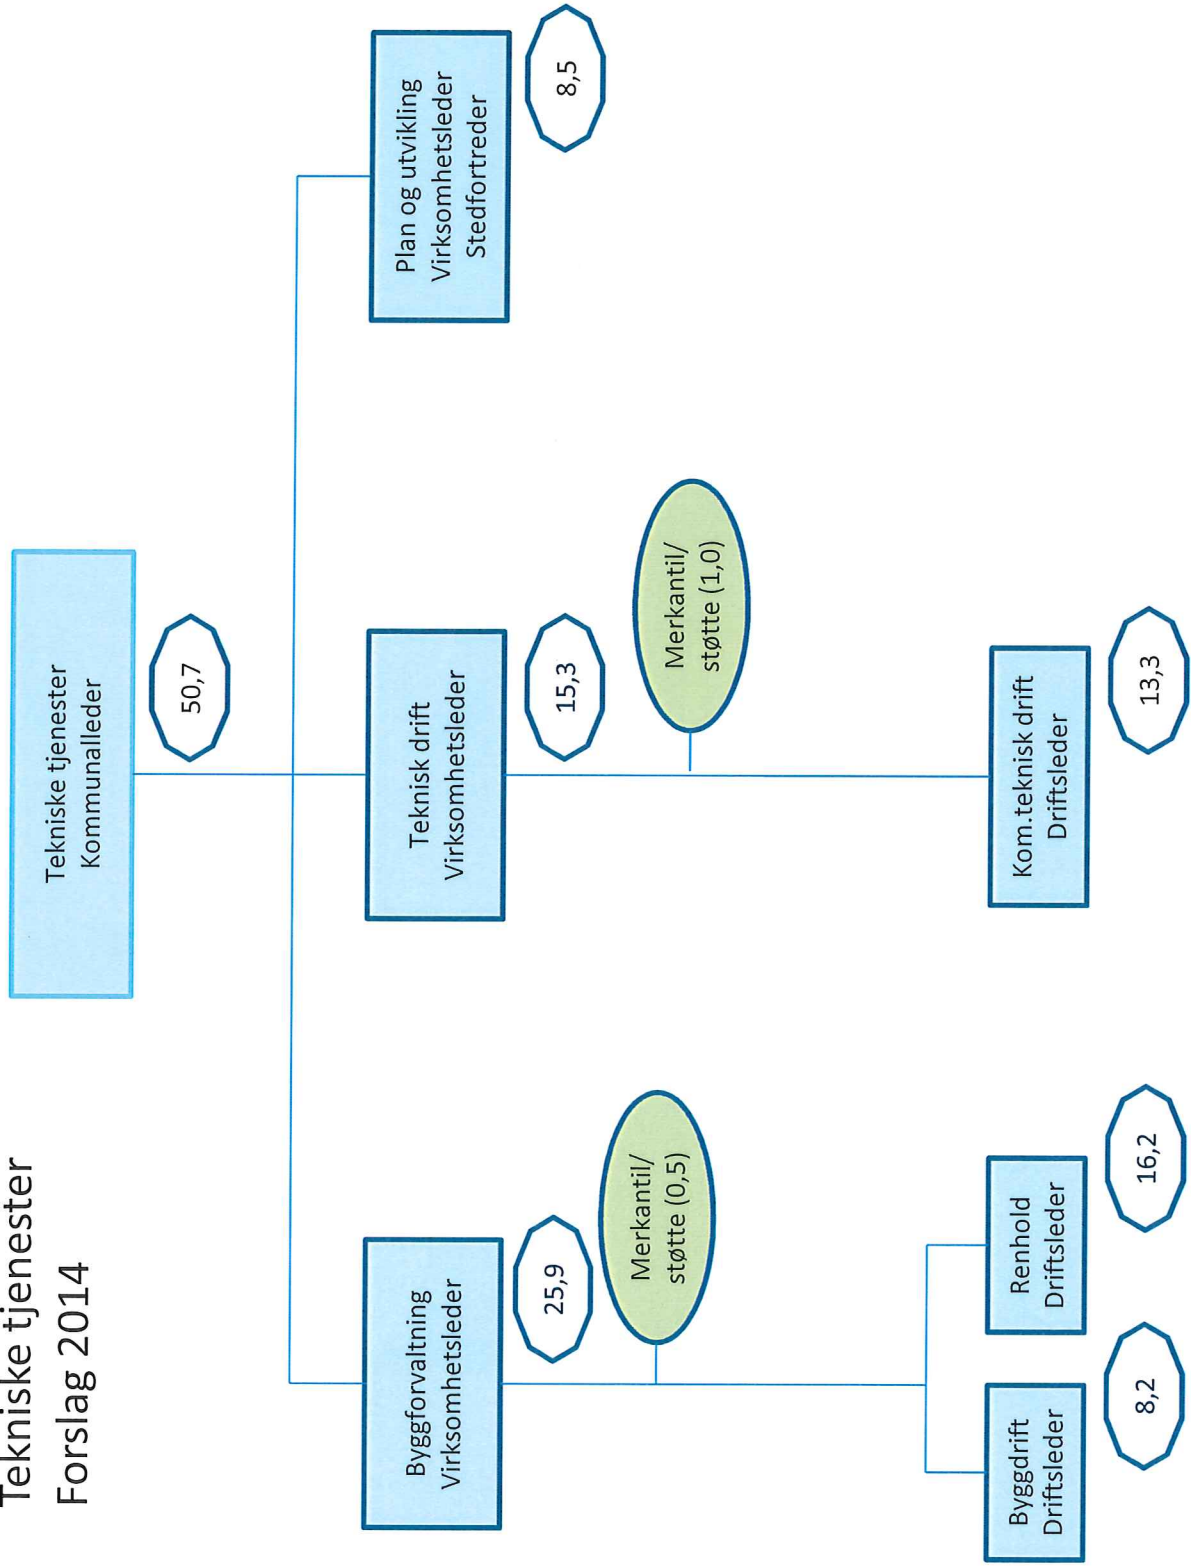 Tekniske tjenester
Forslag 2014
Tekniske tjenester
Kommunalleder
50,7
Byggforvaltning
Virksomhetsleder
25,9
Merkantil/
støtte (0,5)
Byggdrift
Driftsleder
8,2
Renhold
Driftsleder
16,2
Teknisk drift
Virksomhetsleder
15,3
Merkantil/
støtte (1,0)
Kom.teknisk drift
Driftsleder
13,3
Plan og utvikling
Virksomhetsleder
Stedfortreder
8,5